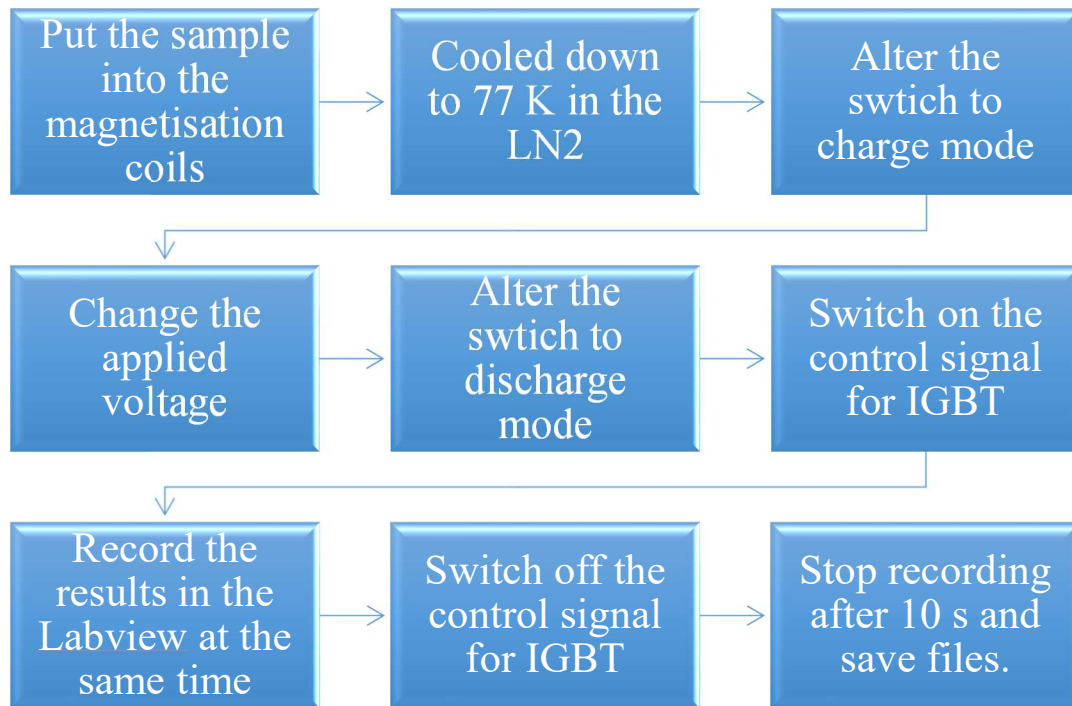 Put the sample
into the
magnetisation
coils
Cooled down
to 77 K in the
LN2
Alter the
swtich to
charge mode
Change the
applied
voltage
Alter the
swtich to
discharge
mode
Switch on the
control signal
for IGBT
Record the
results in the
Labview at the
same time
Switch off the
control signal
for IGBT
Stop recording
after 10 s and
save files.